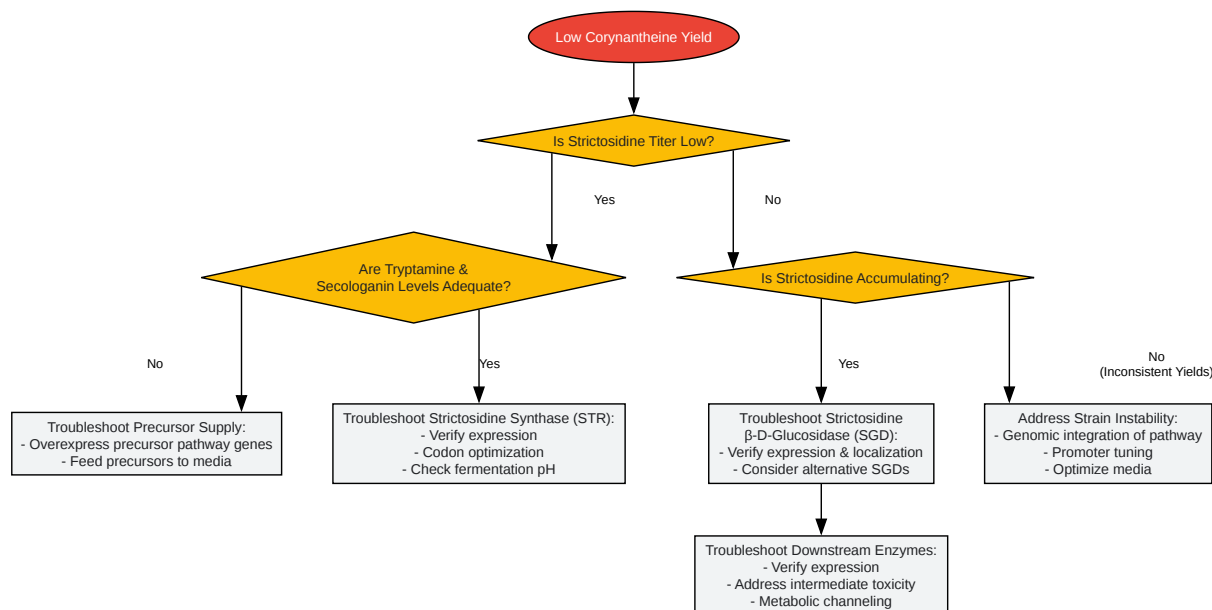 Low Corynantheine Yield
Is Strictosidine Titer Low?
Yes
No
Are Tryptamine &
Secologanin Levels Adequate?
Is Strictosidine Accumulating?
No
Yes
Yes
No
(Inconsistent Yields)
Troubleshoot Precursor Supply:
- Overexpress precursor pathway genes
- Feed precursors to media
Troubleshoot Strictosidine Synthase (STR):
- Verify expression
- Codon optimization
- Check fermentation pH
Troubleshoot Strictosidine
β-D-Glucosidase (SGD):
- Verify expression & localization
- Consider alternative SGDs
Address Strain Instability:
- Genomic integration of pathway
- Promoter tuning
- Optimize media
Troubleshoot Downstream Enzymes:
- Verify expression
- Address intermediate toxicity
- Metabolic channeling